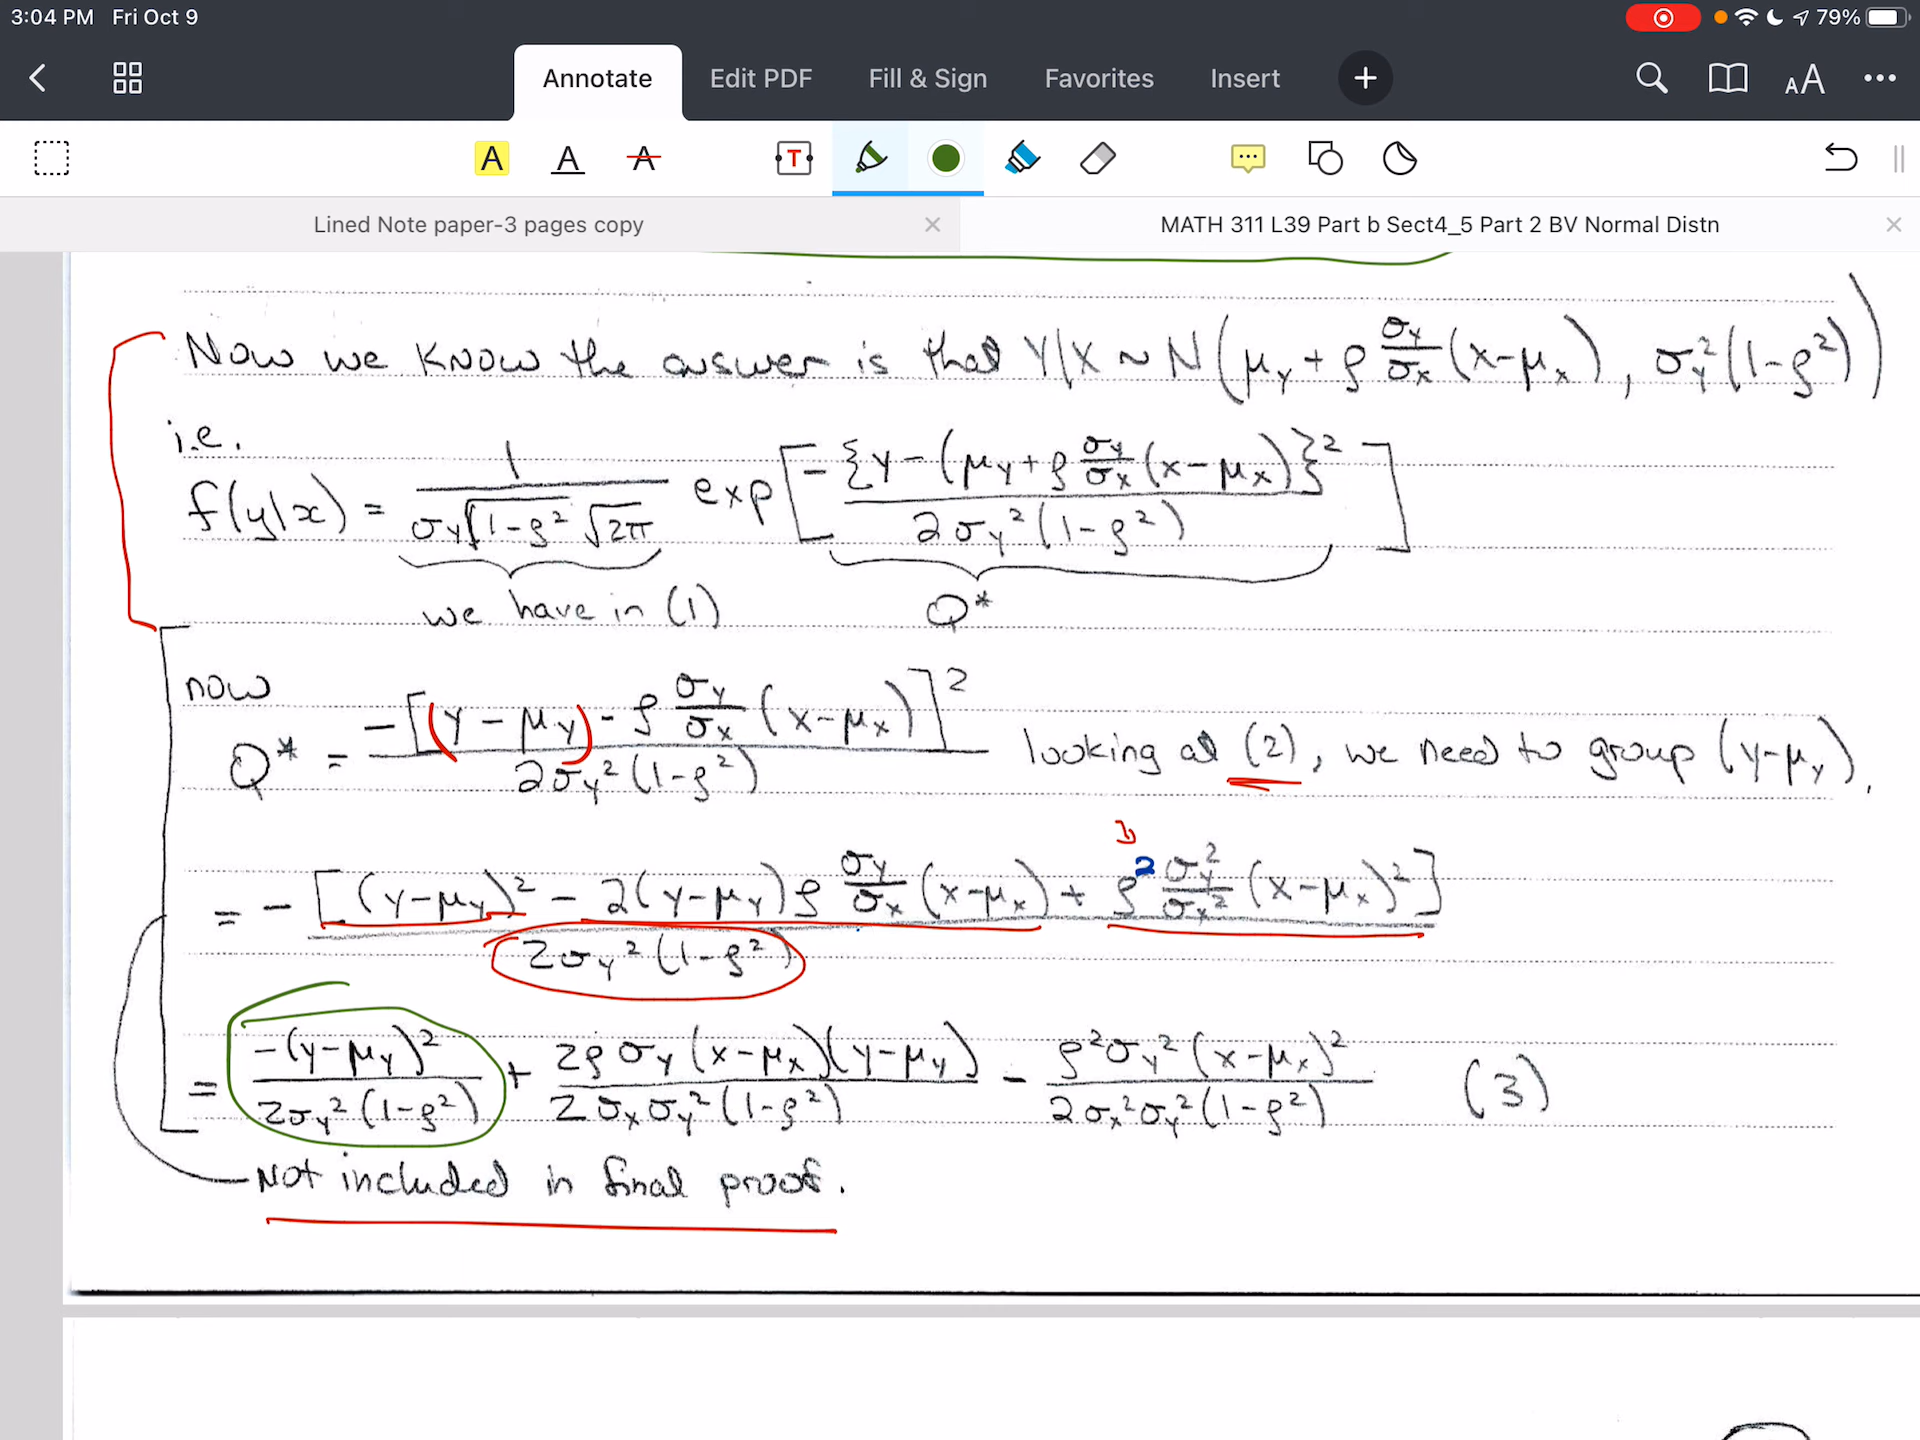 3:04 PM Fri Oct 9 79%
Annotate Edit PDF Fill & Sign Favorites Insert AA
A A A T
Lined Note paper-3 pages copy MATH 311 L39 Part b Sect4_5 Part 2 BV Normal Distn
Now we know the answer is that Y|X ~ N(μ_Y + ρ σ_Y/σ_X (x-μ_X), σ_Y²(1-ρ²))
i.e.
f(y|x) = 1/(σ_Y√(1-ρ²) √(2π)) exp[-{y-(μ_Y+ρ σ_Y/σ_X (x-μ_X)}²/(2σ_Y²(1-ρ²))]
we have in (1) Q*
now
Q* = -[(y-μ_Y)-ρ σ_Y/σ_X (x-μ_X)]²/(2σ_Y²(1-ρ²)) looking at (2), we need to group (y-μ_Y),
b
= -[(y-μ_Y)² - 2(y-μ_Y)ρ σ_Y/σ_X (x-μ_X) + ρ² σ_Y²/σ_X² (x-μ_X)²]/(2σ_Y²(1-ρ²))
= -(y-μ_Y)²/(2σ_Y²(1-ρ²)) + 2ρσ_Y(x-μ_X)(y-μ_Y)/(2σ_Xσ_Y²(1-ρ²)) - ρ²σ_Y²(x-μ_X)²/(2σ_X²σ_Y²(1-ρ²)) (3)
Not included in final proof.